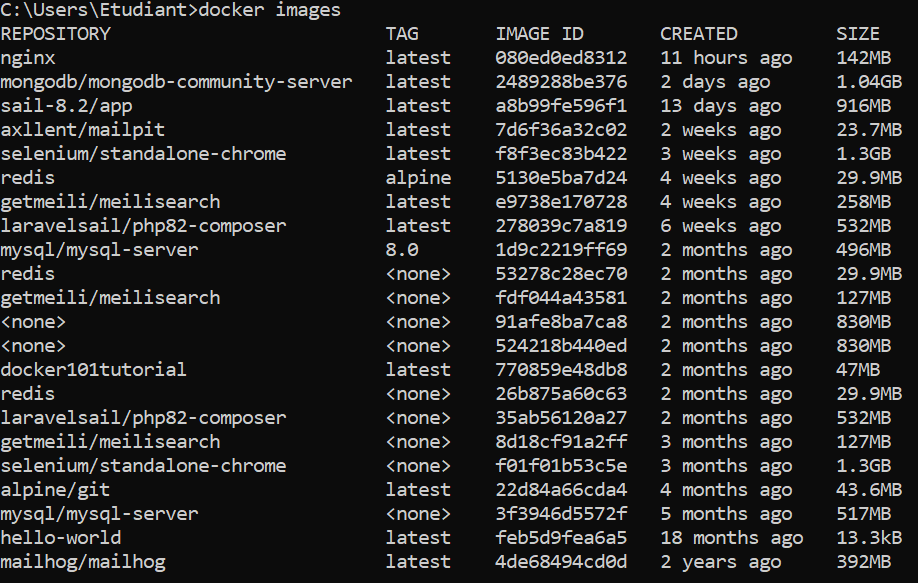 C:\Users\Etudiant>docker images
REPOSITORY TAG IMAGE ID CREATED SIZE
nginx latest 080ed0ed8312 11 hours ago 142MB
mongodb/mongodb-community-server latest 2489288be376 2 days ago 1.04GB
sail-8.2/app latest a8b99fe596f1 13 days ago 916MB
axllent/mailpit latest 7d6f36a32c02 2 weeks ago 23.7MB
selenium/standalone-chrome latest f8f3ec83b422 3 weeks ago 1.3GB
redis alpine 5130e5ba7d24 4 weeks ago 29.9MB
getmeili/meilisearch latest e9738e170728 4 weeks ago 258MB
laravelsail/php82-composer latest 278039c7a819 6 weeks ago 532MB
mysql/mysql-server 8.0 1d9c2219ff69 2 months ago 496MB
redis <none> 53278c28ec70 2 months ago 29.9MB
getmeili/meilisearch <none> fdf044a43581 2 months ago 127MB
<none> <none> 91afe8ba7ca8 2 months ago 830MB
<none> <none> 524218b440ed 2 months ago 830MB
docker101tutorial latest 770859e48db8 2 months ago 47MB
redis <none> 26b875a60c63 2 months ago 29.9MB
laravelsail/php82-composer <none> 35ab56120a27 2 months ago 532MB
getmeili/meilisearch <none> 8d18cf91a2ff 3 months ago 127MB
selenium/standalone-chrome <none> f01f01b53c5e 3 months ago 1.3GB
alpine/git latest 22d84a66cda4 4 months ago 43.6MB
mysql/mysql-server <none> 3f3946d5572f 5 months ago 517MB
hello-world latest feb5d9fea6a5 18 months ago 13.3kB
mailhog/mailhog latest 4de68494cd0d 2 years ago 392MB